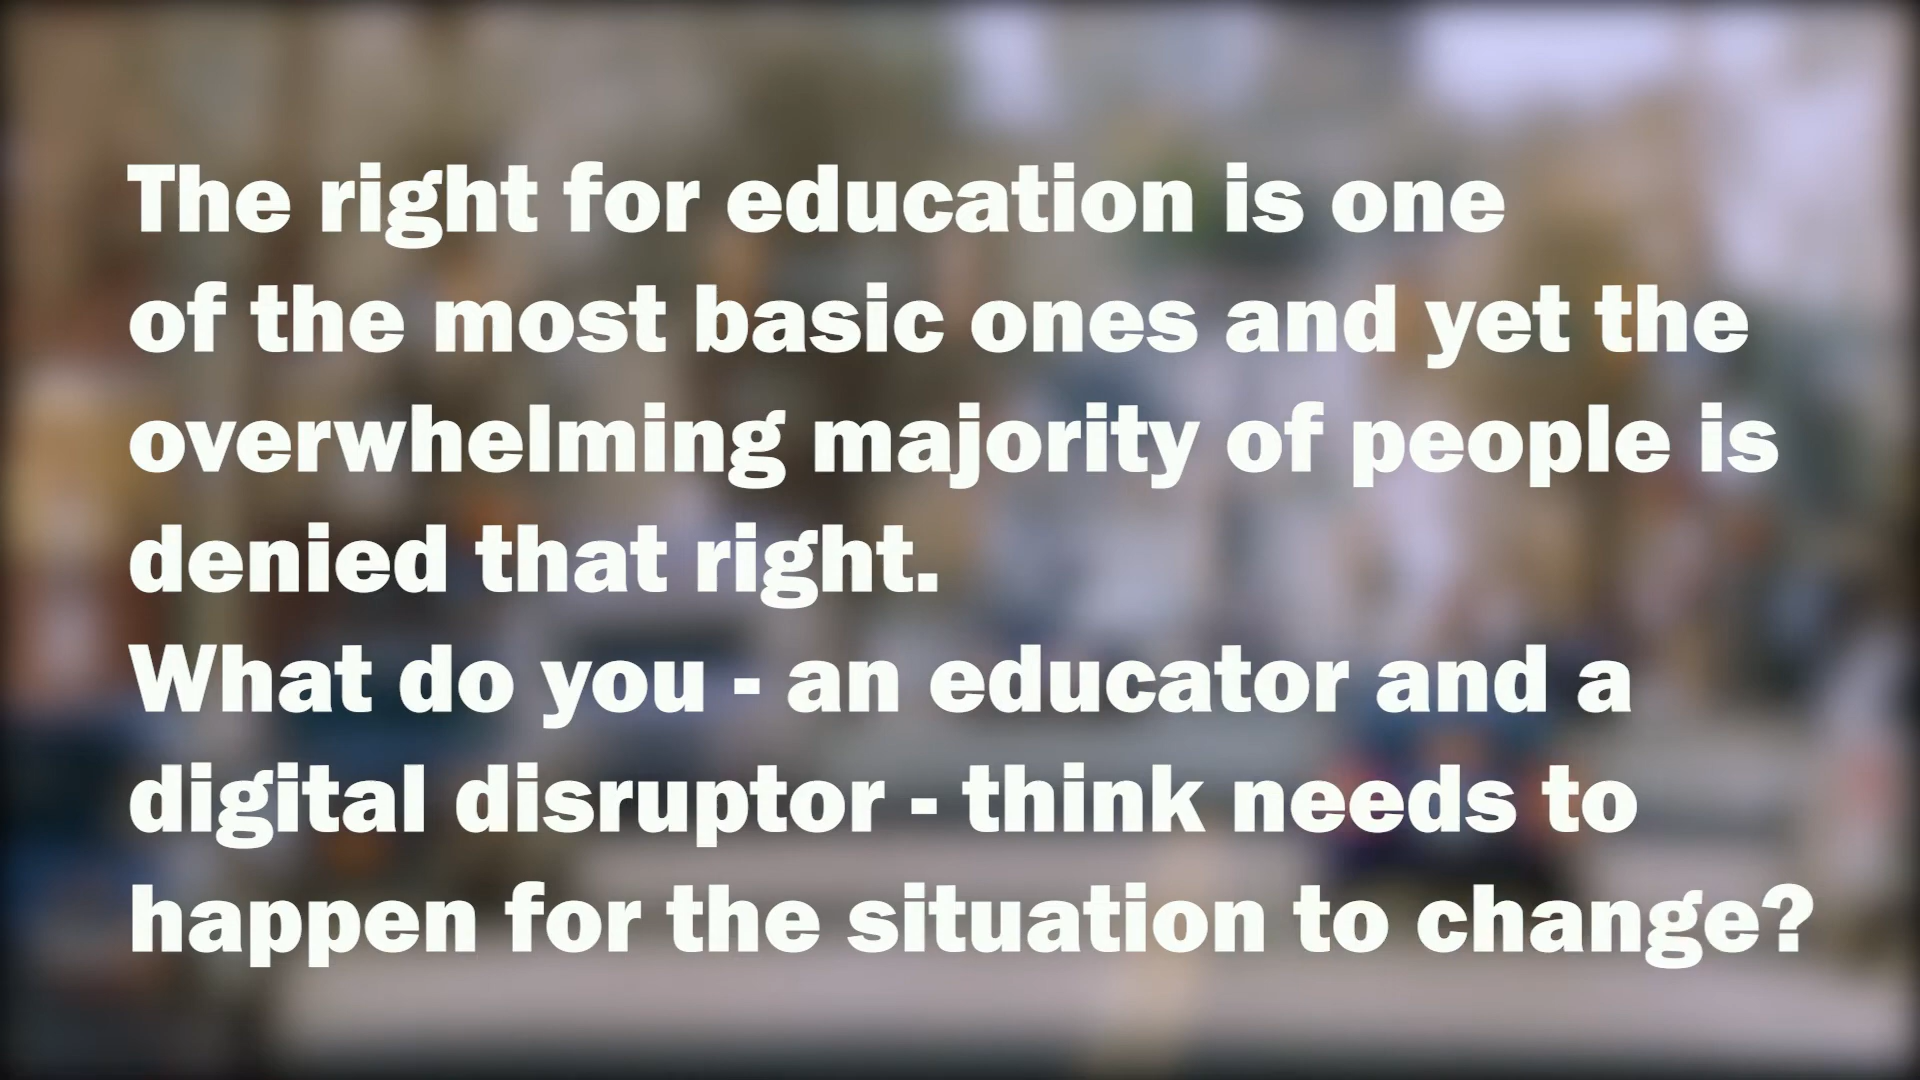 The right for education is one
of the most basic ones and yet the
overwhelming majority of people is
denied that right.
What do you - an educator and a
digital disruptor - think needs to
happen for the situation to change?